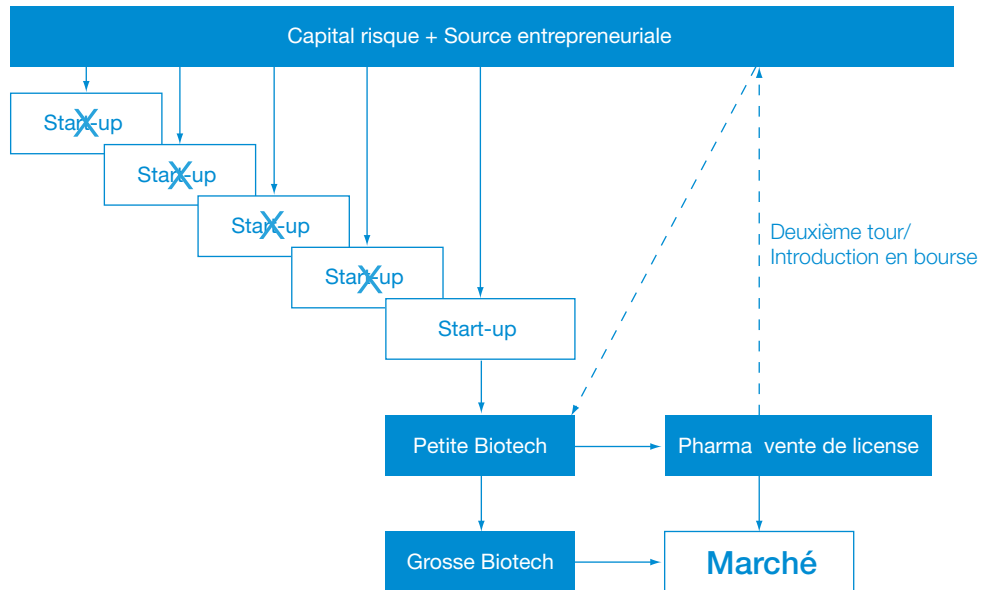 Capital risque + Source entrepreneuriale
Start-up
X
Start-up
X
Start-up
X
Start-up
X
Deuxième tour/
Introduction en bourse
Start-up
Petite Biotech
Pharma vente de license
Grosse Biotech
Marché